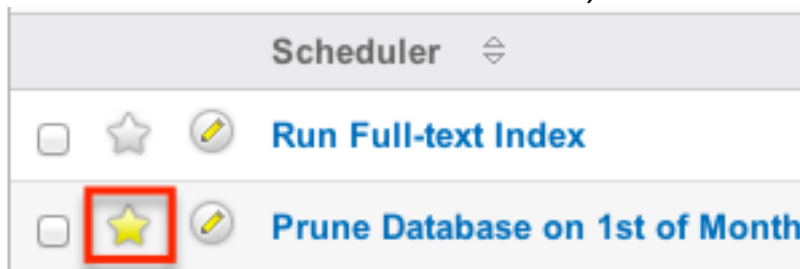 Scheduler
Run Full-text Index
Prune Database on 1st of Month